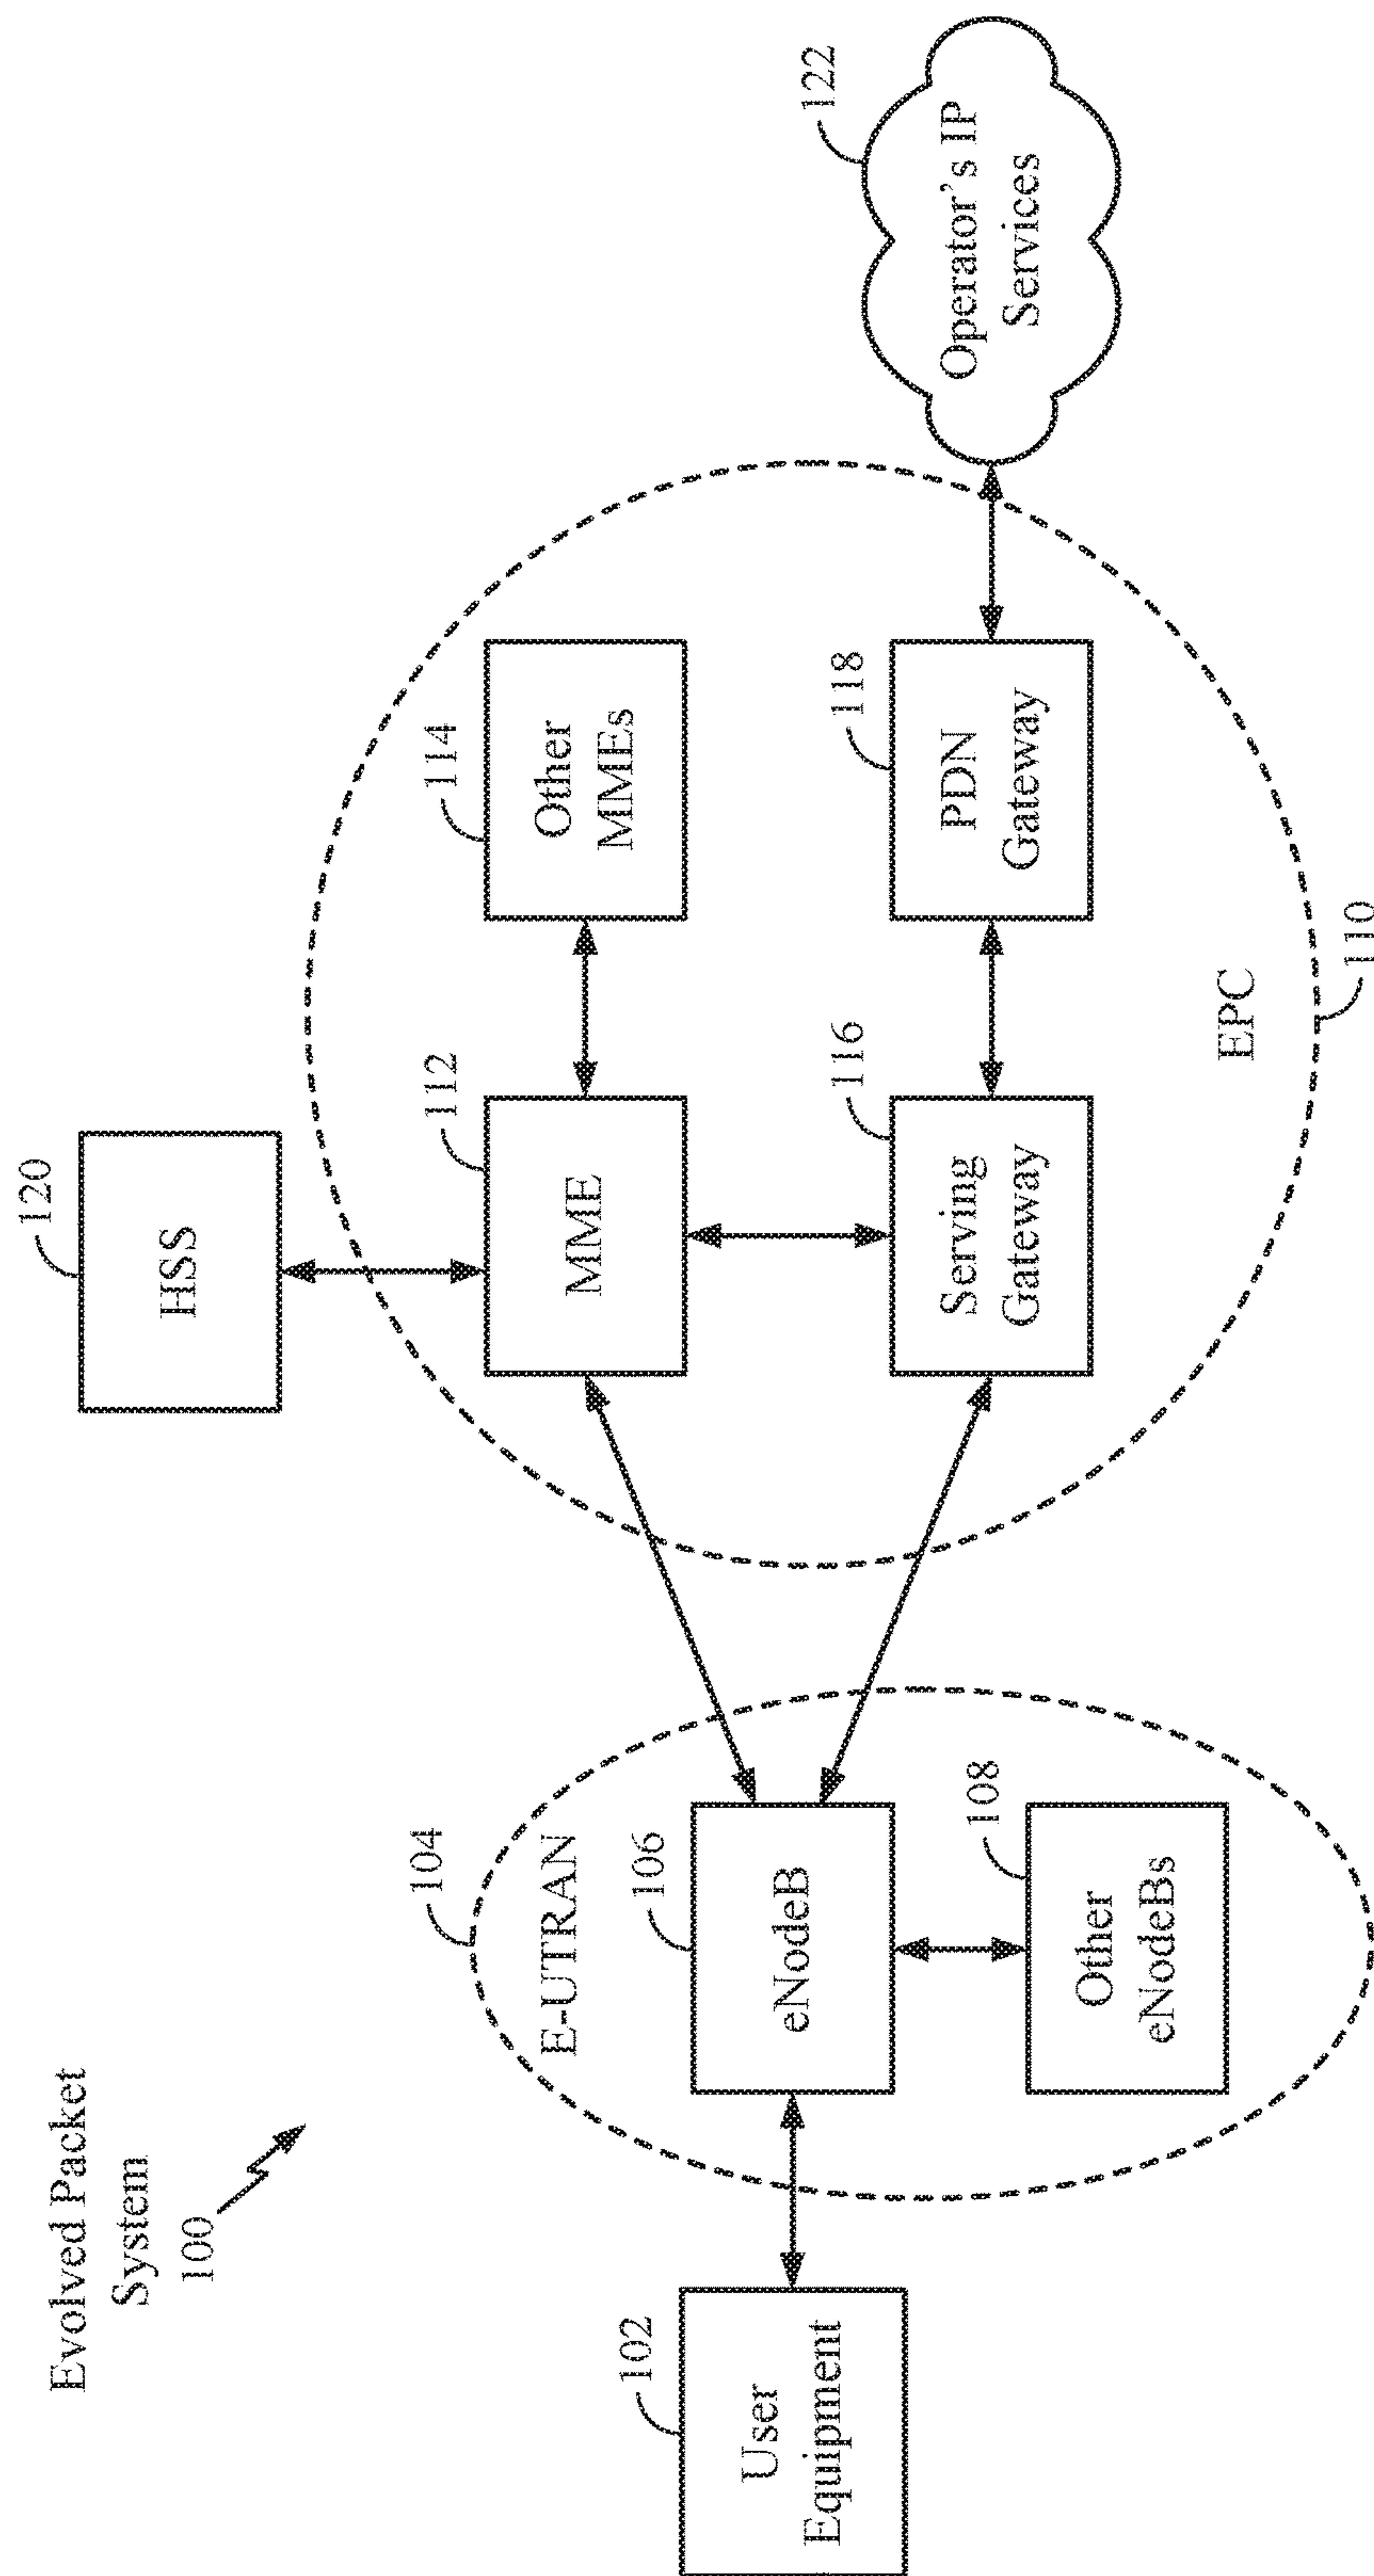 Evolved Packet
System
100
102
User
Equipment
104
E-UTRAN
106
eNodeB
108
Other
eNodeBs
120
HSS
112
MME
114
Other
MMEs
116
Serving
Gateway
118
PDN
Gateway
EPC
110
122
Operator's IP
Services